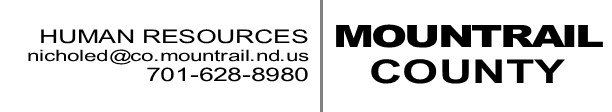 HUMAN RESOURCES
nicholed@co.mountrail.nd.us
701-628-8980
MOUNTRAIL
COUNTY